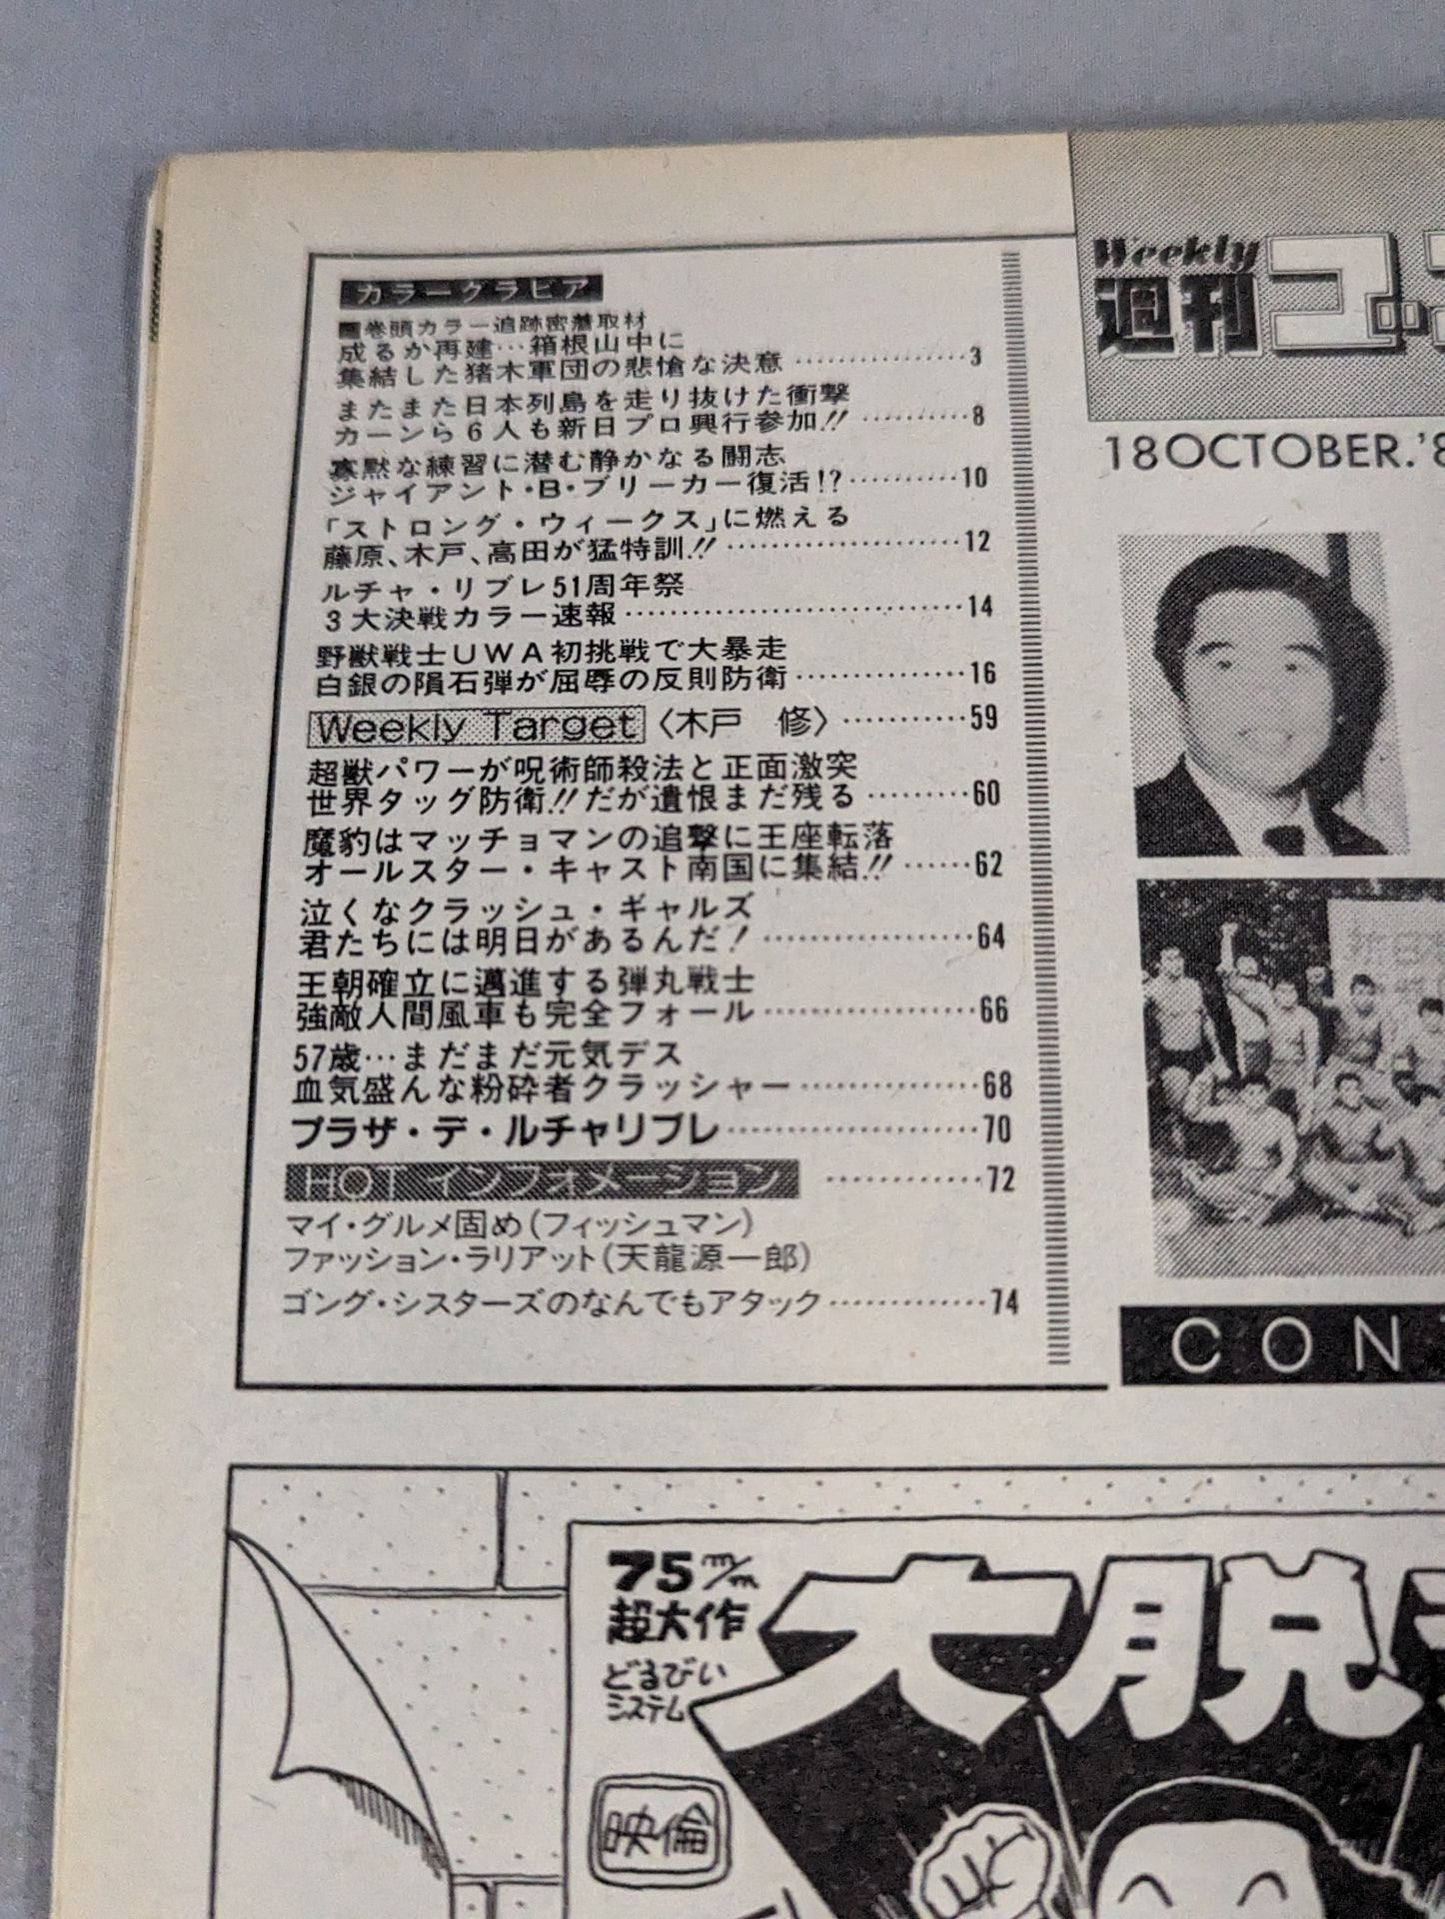 カラーグラビア
巻頭カラー追跡密着取材
成るか再建…箱根山中に
集結した猪木軍団の悲愴な決意……………3
またまた日本列島を走り抜けた衝撃
カーンら6人も新日プロ興行参加!!…………8
寡黙な練習に潜む静かなる闘志
ジャイアント・B・ブリーカー復活!?…………10
「ストロング・ウィークス」に燃える
藤原、木戸、高田が猛特訓!!…………………12
ルチャ・リブレ51周年祭
3大決戦カラー速報……………………………14
野獣戦士UWA初挑戦で大暴走
白銀の隕石弾が屈辱の反則防衛……………16
Weekly Target〈木戸 修〉…………59
超獣パワーが呪術師殺法と正面激突
世界タッグ防衛!!だが遺恨まだ残る………60
魔豹はマッチョマンの追撃に王座転落
オールスター・キャスト南国に集結!!……62
泣くなクラッシュ・ギャルズ
君たちには明日があるんだ!…………………64
王朝確立に邁進する弾丸戦士
強敵人間風車も完全フォール…………………66
57歳…まだまだ元気デス
血気盛んな粉砕者クラッシャー………………68
プラザ・デ・ルチャリブレ……………………70
HOTインフォメーション…………72
マイ・グルメ固め(フィッシュマン)
ファッション・ラリアット(天龍源一郎)
ゴング・シスターズのなんでもアタック……………74
Weekly
週刊ゴ
18 OCTOBER.'8
CON
75m/m
超大作
どるびい
システム
大脱
映倫